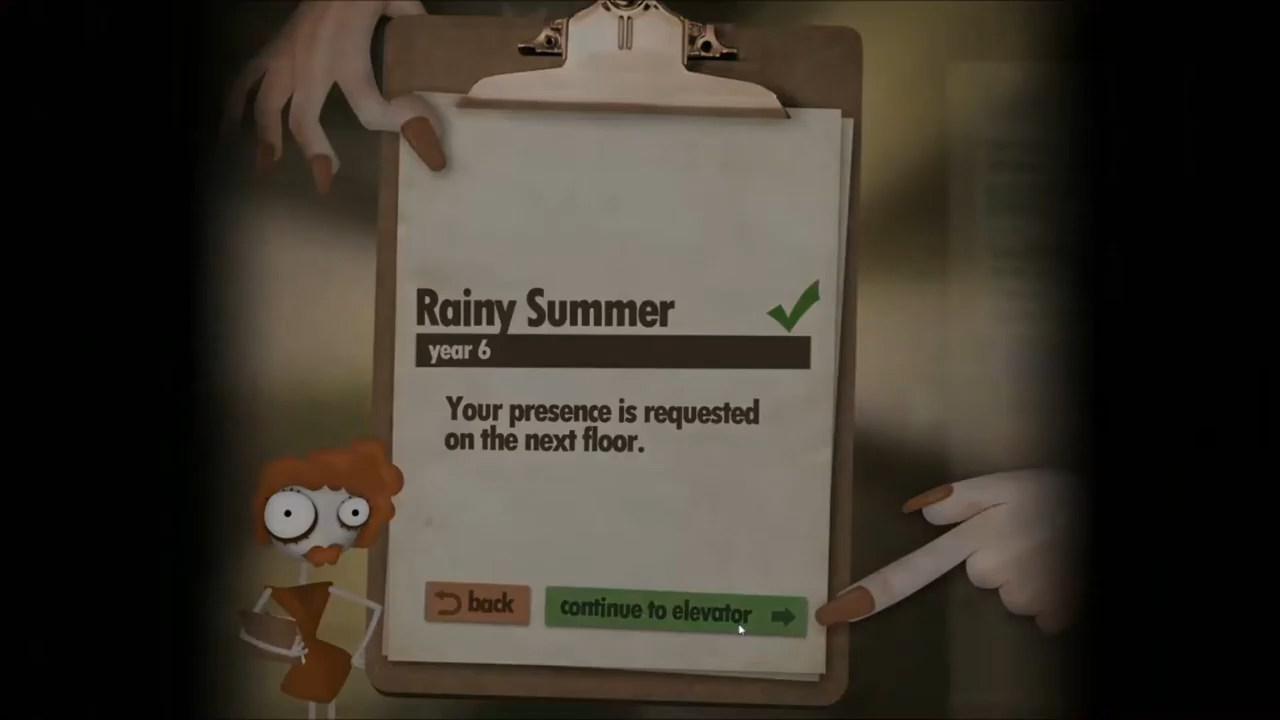 Rainy Summer
year 6
Your presence is requested
on the next floor.
back
continue to elevator